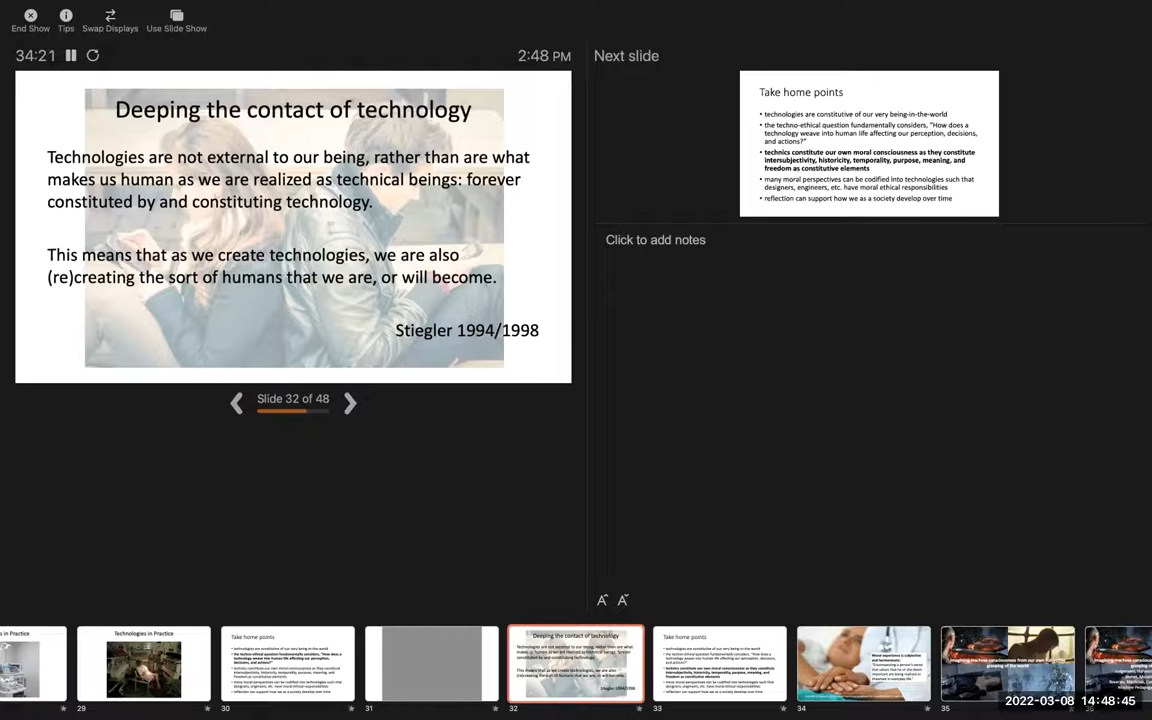 End Show
Tips
Swap Displays
Use Slide Show
34:21
2:48 PM
Next slide
Deeping the contact of technology
Technologies are not external to our being, rather than are what
makes us human as we are realized as technical beings: forever
constituted by and constituting technology.
This means that as we create technologies, we are also
(re)creating the sort of humans that we are, or will become.
Stiegler 1994/1998
Slide 32 of 48
Take home points
• technologies are constitutive of our very being-in-the-world
• the techno-ethical question fundamentally considers, "How does a
technology weave into human life affecting our perception, decisions,
and actions?"
• technics constitute our own moral consciousness as they constitute
intersubjectivity, historicity, temporality, purpose, meaning, and
freedom as constitutive elements
• many moral perspectives can be codified into technologies such that
designers, engineers, etc. have moral ethical responsibilities
• reflection can support how we as a society develop over time
Click to add notes
Technologies in Practice
Take home points
Deeping the contact of technology
Take home points
29
30
31
32
33
34
35
2022-03-08 14:48:45